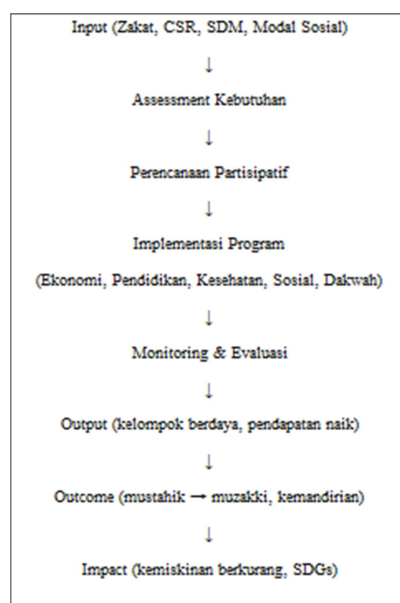 Input (Zakat, CSR, SDM, Modal Sosial)
↓
Assessment Kebutuhan
↓
Perencanaan Partisipatif
↓
Implementasi Program
(Ekonomi, Pendidikan, Kesehatan, Sosial, Dakwah)
↓
Monitoring & Evaluasi
↓
Output (kelompok berdaya, pendapatan naik)
↓
Outcome (mustahik → muzakki, kemandirian)
↓
Impact (kemiskinan berkurang, SDGs)